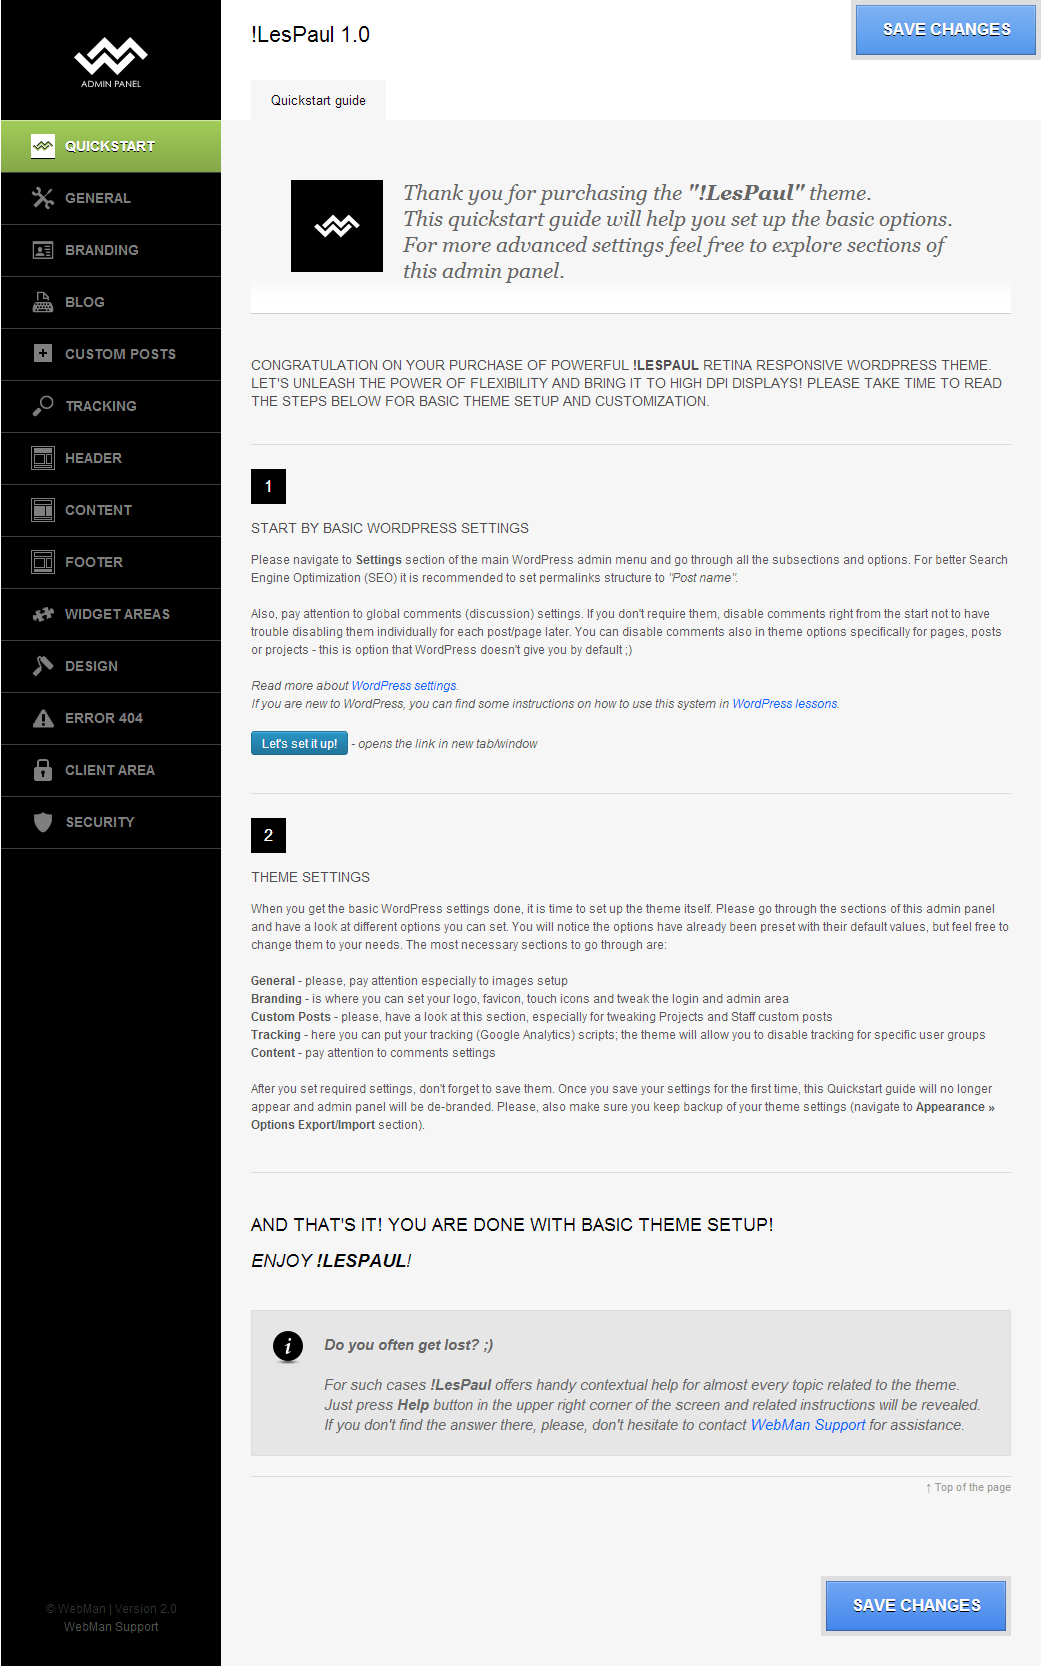 ADMIN PANEL
!LesPaul 1.0
SAVE CHANGES
Quickstart guide
QUICKSTART
GENERAL
BRANDING
BLOG
CUSTOM POSTS
TRACKING
HEADER
CONTENT
FOOTER
WIDGET AREAS
DESIGN
ERROR 404
CLIENT AREA
SECURITY
© WebMan | Version 2.0
WebMan Support
Thank you for purchasing the "!LesPaul" theme.
This quickstart guide will help you set up the basic options.
For more advanced settings feel free to explore sections of
this admin panel.
CONGRATULATION ON YOUR PURCHASE OF POWERFUL !LESPAUL RETINA RESPONSIVE WORDPRESS THEME.
LET'S UNLEASH THE POWER OF FLEXIBILITY AND BRING IT TO HIGH DPI DISPLAYS! PLEASE TAKE TIME TO READ
THE STEPS BELOW FOR BASIC THEME SETUP AND CUSTOMIZATION.
1
START BY BASIC WORDPRESS SETTINGS
Please navigate to Settings section of the main WordPress admin menu and go through all the subsections and options. For better Search
Engine Optimization (SEO) it is recommended to set permalinks structure to "Post name".
Also, pay attention to global comments (discussion) settings. If you don't require them, disable comments right from the start not to have
trouble disabling them individually for each post/page later. You can disable comments also in theme options specifically for pages, posts
or projects - this is option that WordPress doesn't give you by default ;)
Read more about WordPress settings.
If you are new to WordPress, you can find some instructions on how to use this system in WordPress lessons.
Let's set it up! - opens the link in new tab/window
2
THEME SETTINGS
When you get the basic WordPress settings done, it is time to set up the theme itself. Please go through the sections of this admin panel
and have a look at different options you can set. You will notice the options have already been preset with their default values, but feel free to
change them to your needs. The most necessary sections to go through are:
General - please, pay attention especially to images setup
Branding - is where you can set your logo, favicon, touch icons and tweak the login and admin area
Custom Posts - please, have a look at this section, especially for tweaking Projects and Staff custom posts
Tracking - here you can put your tracking (Google Analytics) scripts; the theme will allow you to disable tracking for specific user groups
Content - pay attention to comments settings
After you set required settings, don't forget to save them. Once you save your settings for the first time, this Quickstart guide will no longer
appear and admin panel will be de-branded. Please, also make sure you keep backup of your theme settings (navigate to Appearance »
Options Export/Import section).
AND THAT'S IT! YOU ARE DONE WITH BASIC THEME SETUP!
ENJOY !LESPAUL!
i
Do you often get lost? ;)
For such cases !LesPaul offers handy contextual help for almost every topic related to the theme.
Just press Help button in the upper right corner of the screen and related instructions will be revealed.
If you don't find the answer there, please, don't hesitate to contact WebMan Support for assistance.
↑ Top of the page
SAVE CHANGES